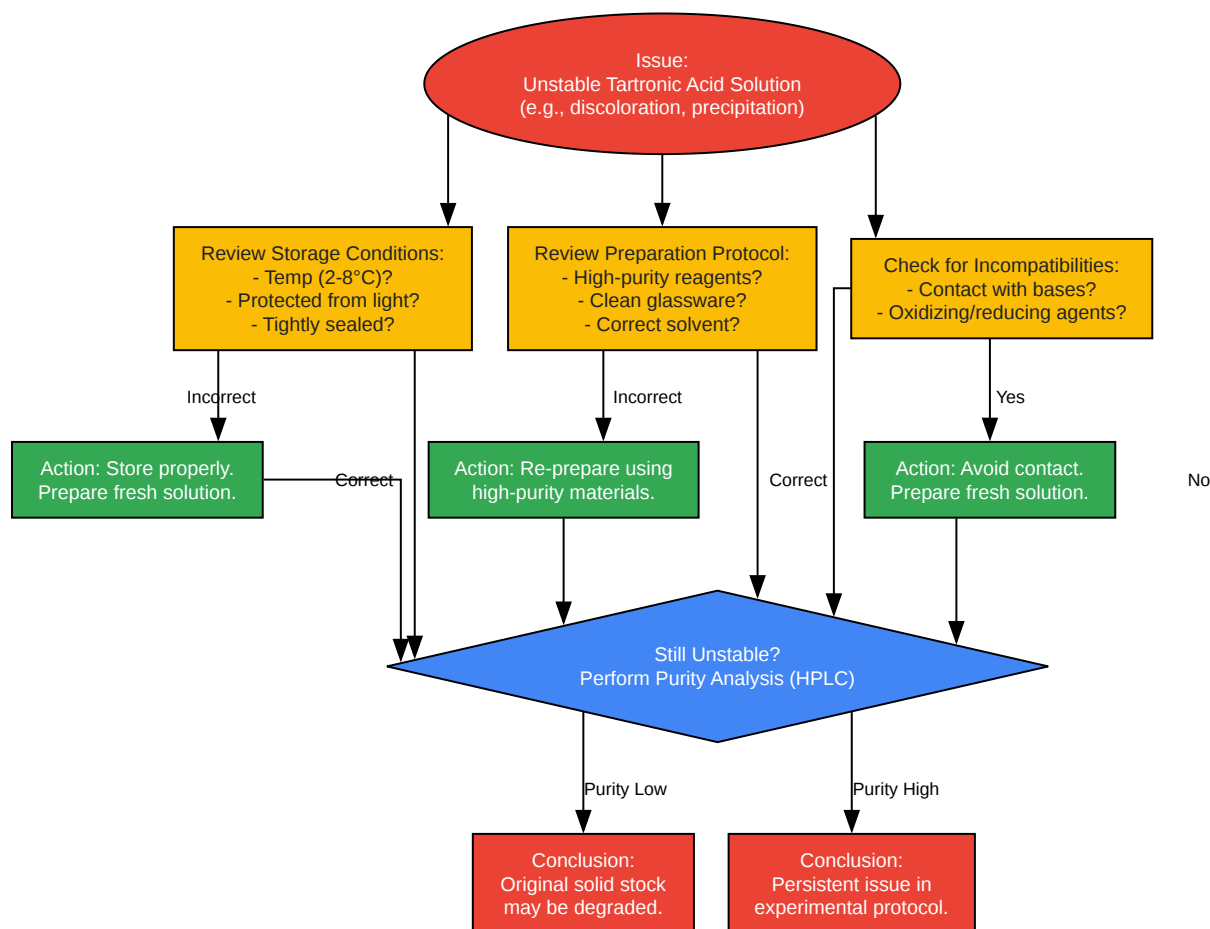 Issue:
Unstable Tartronic Acid Solution
(e.g., discoloration, precipitation)
Review Storage Conditions:
- Temp (2-8°C)?
- Protected from light?
- Tightly sealed?
Review Preparation Protocol:
- High-purity reagents?
- Clean glassware?
- Correct solvent?
Check for Incompatibilities:
- Contact with bases?
- Oxidizing/reducing agents?
Incorrect
Incorrect
Yes
Action: Store properly.
Prepare fresh solution.
Correct
Action: Re-prepare using
high-purity materials.
Correct
Action: Avoid contact.
Prepare fresh solution.
No
Still Unstable?
Perform Purity Analysis (HPLC)
Purity Low
Purity High
Conclusion:
Original solid stock
may be degraded.
Conclusion:
Persistent issue in
experimental protocol.